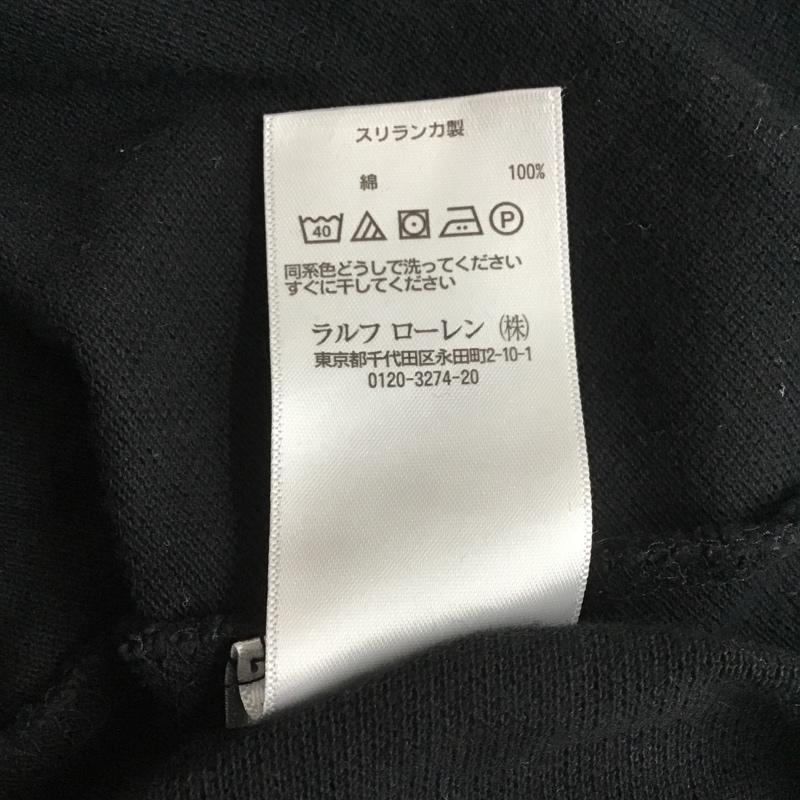 スリランカ製
綿 100%
40 P
同系色どうしで洗ってください
すぐに干してください
ラルフ ローレン (株)
東京都千代田区永田町2-10-1
0120-3274-20
G